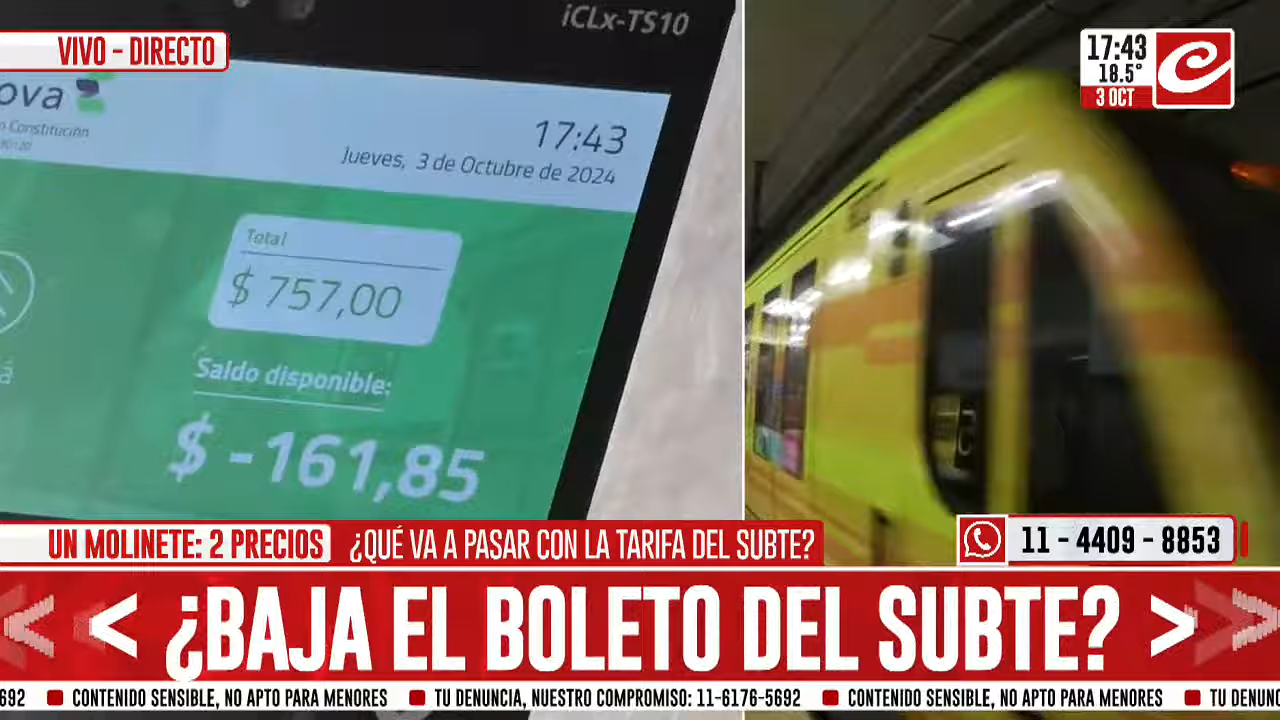 iCLx-TS10
VIVO - DIRECTO
17:43
18.5°
3 OCT
ova
Constitución
17:43
Jueves, 3 de Octubre de 2024
Total
$ 757,00
Saldo disponible:
$ -161,85
UN MOLINETE: 2 PRECIOS
¿QUÉ VA A PASAR CON LA TARIFA DEL SUBTE?
11 - 4409 - 8853
< ¿BAJA EL BOLETO DEL SUBTE? >
692 CONTENIDO SENSIBLE, NO APTO PARA MENORES TU DENUNCIA, NUESTRO COMPROMISO: 11-6176-5692 CONTENIDO SENSIBLE, NO APTO PARA MENORES TU DENUNC